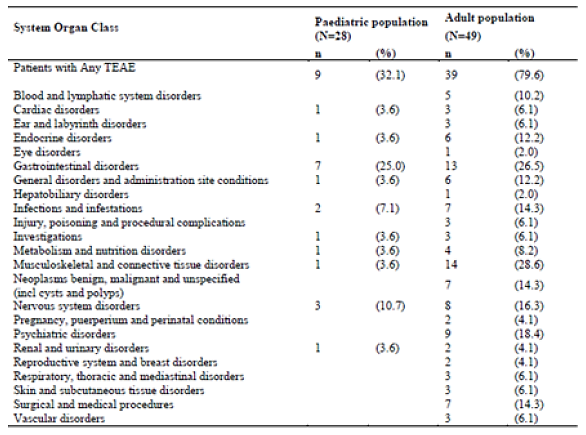 System Organ Class Paediatric population (N=28) Adult population (N=49)
n (%) n (%)
Patients with Any TEAE 9 (32.1) 39 (79.6)
Blood and lymphatic system disorders 5 (10.2)
Cardiac disorders 1 (3.6) 3 (6.1)
Ear and labyrinth disorders 3 (6.1)
Endocrine disorders 1 (3.6) 6 (12.2)
Eye disorders 1 (2.0)
Gastrointestinal disorders 7 (25.0) 13 (26.5)
General disorders and administration site conditions 1 (3.6) 6 (12.2)
Hepatobiliary disorders 1 (2.0)
Infections and infestations 2 (7.1) 7 (14.3)
Injury, poisoning and procedural complications 3 (6.1)
Investigations 1 (3.6) 3 (6.1)
Metabolism and nutrition disorders 1 (3.6) 4 (8.2)
Musculoskeletal and connective tissue disorders 1 (3.6) 14 (28.6)
Neoplasms benign, malignant and unspecified
(incl cysts and polyps) 7 (14.3)
Nervous system disorders 3 (10.7) 8 (16.3)
Pregnancy, puerperium and perinatal conditions 2 (4.1)
Psychiatric disorders 9 (18.4)
Renal and urinary disorders 1 (3.6) 2 (4.1)
Reproductive system and breast disorders 2 (4.1)
Respiratory, thoracic and mediastinal disorders 3 (6.1)
Skin and subcutaneous tissue disorders 3 (6.1)
Surgical and medical procedures 7 (14.3)
Vascular disorders 3 (6.1)